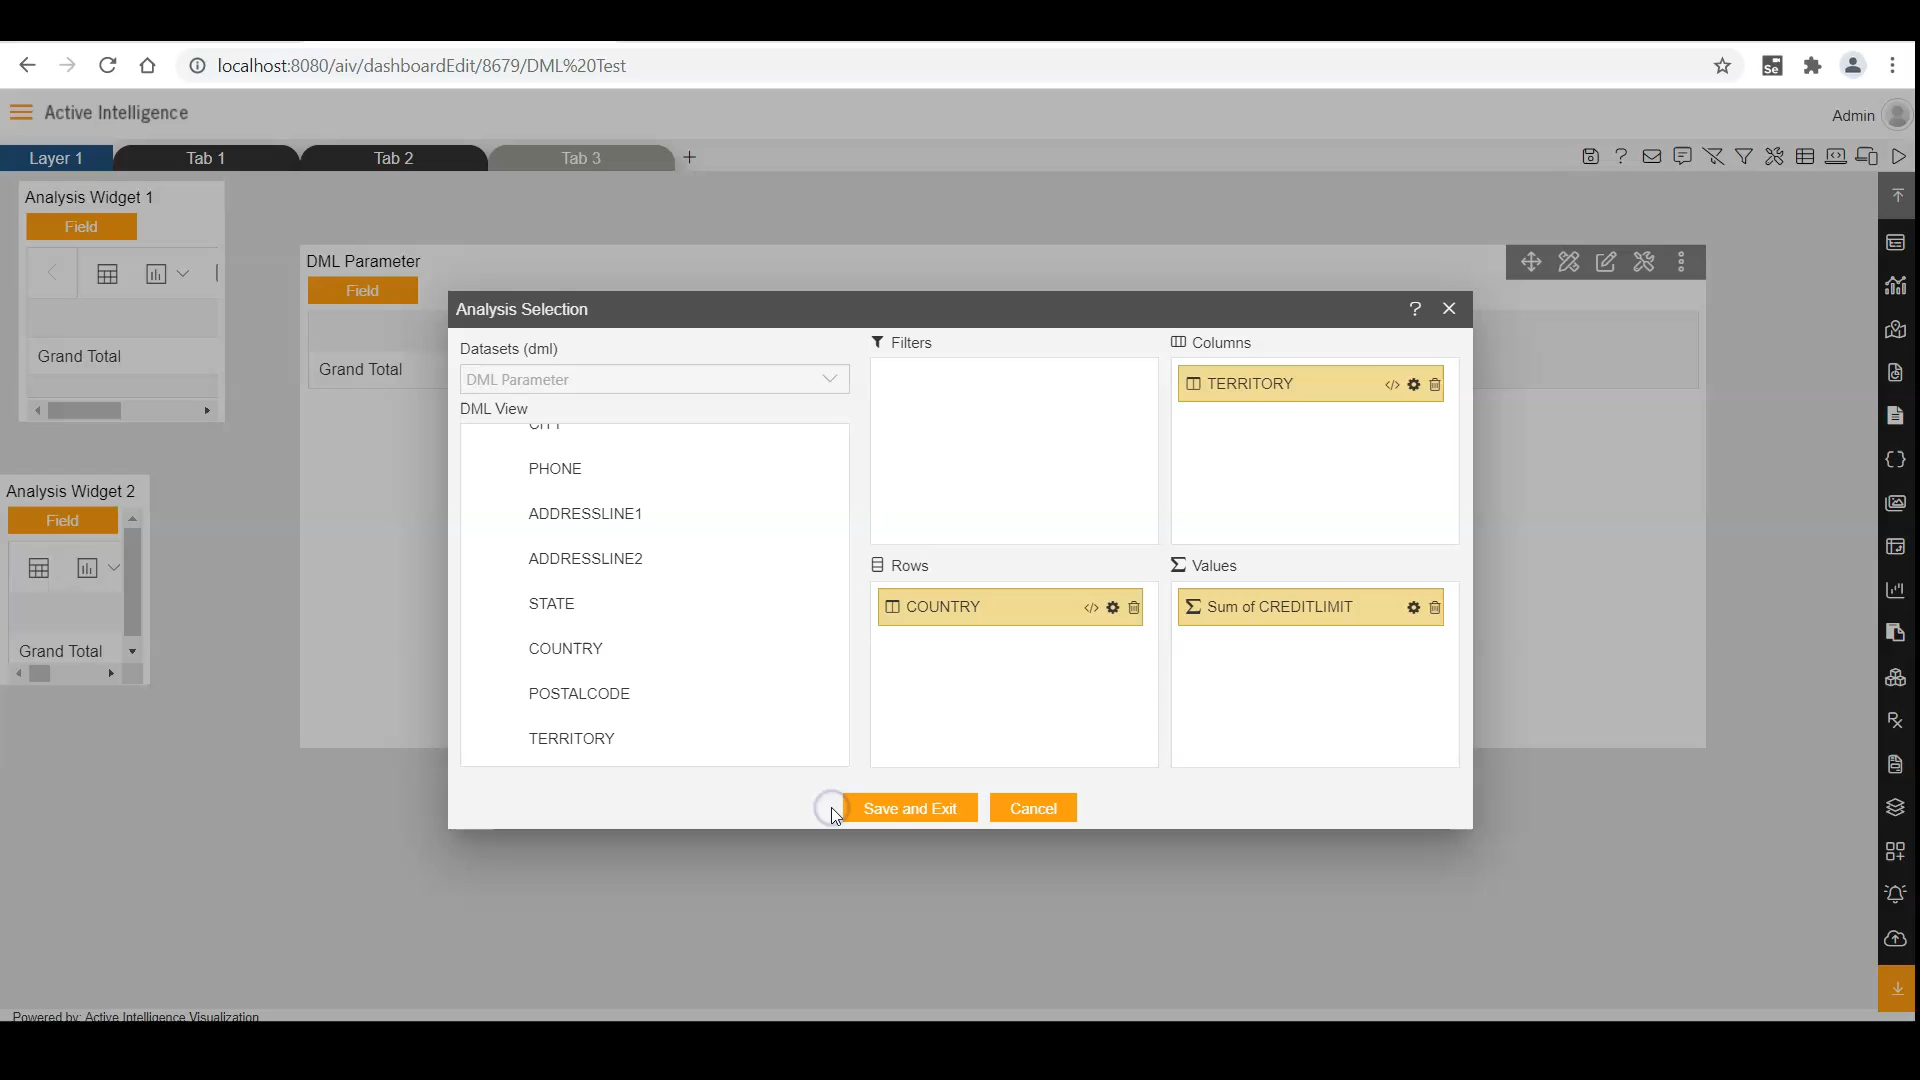 localhost:8080/aiv/dashboardEdit/8679/DML%20Test
Se
Active Intelligence
Admin
Layer 1
Tab 1
Tab 2
Tab 3
Analysis Widget 1
Field
Grand Total
DML Parameter
Field
Grand Total
Analysis Widget 2
Field
Grand Total
Analysis Selection
Datasets (dml)
DML Parameter
DML View
CITY
PHONE
ADDRESSLINE1
ADDRESSLINE2
STATE
COUNTRY
POSTALCODE
TERRITORY
Filters
Columns
TERRITORY
Rows
COUNTRY
Values
Sum of CREDITLIMIT
Save and Exit
Cancel
Powered by: Active Intelligence Visualization